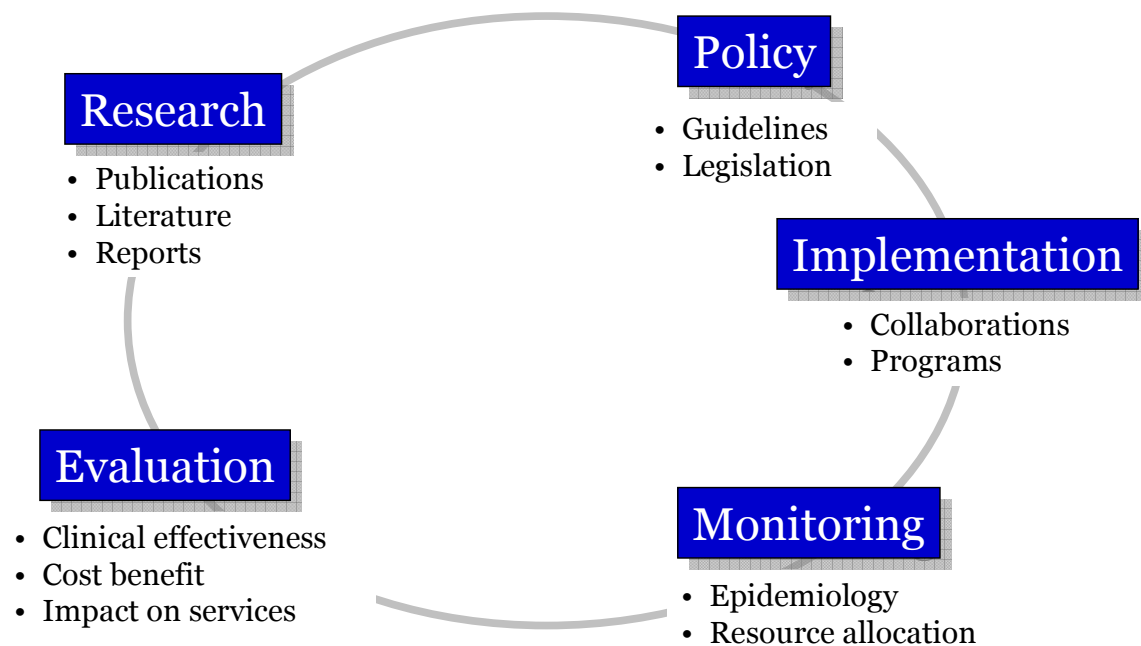 Policy
• Guidelines
• Legislation
Research
• Publications
• Literature
• Reports
Implementation
• Collaborations
• Programs
Evaluation
• Clinical effectiveness
• Cost benefit
• Impact on services
Monitoring
• Epidemiology
• Resource allocation